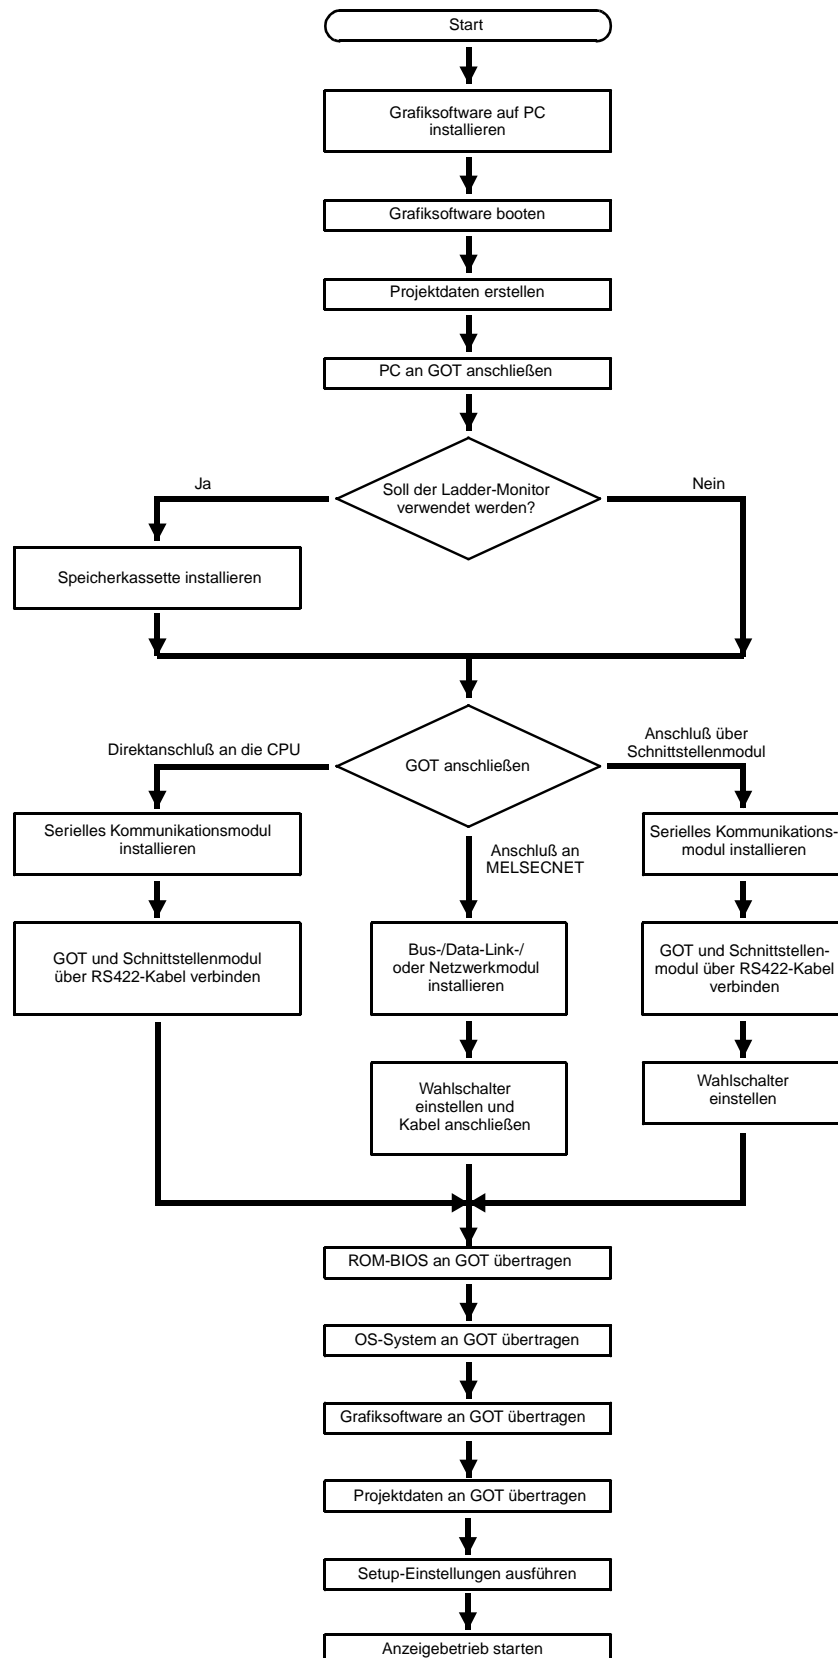 Start
Grafiksoftware auf PC
installieren
Grafiksoftware booten
Projektdaten erstellen
PC an GOT anschließen
Soll der Ladder-Monitor
verwendet werden?
Ja
Nein
Speicherkassette installieren
GOT anschließen
Direktanschluß an die CPU
Anschluß über
Schnittstellenmodul
Serielles Kommunikationsmodul
installieren
Anschluß an
MELSECNET
Serielles Kommunikations-
modul installieren
GOT und Schnittstellenmodul
über RS422-Kabel verbinden
Bus-/Data-Link-/
oder Netzwerkmodul
installieren
GOT und Schnittstellen-
modul über RS422-Kabel
verbinden
Wahlschalter
einstellen und
Kabel anschließen
Wahlschalter
einstellen
ROM-BIOS an GOT übertragen
OS-System an GOT übertragen
Grafiksoftware an GOT übertragen
Projektdaten an GOT übertragen
Setup-Einstellungen ausführen
Anzeigebetrieb starten